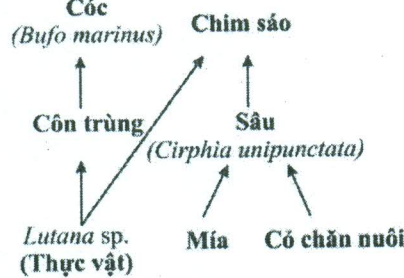 Cóc
(Bufo marinus)
Chim sáo
Côn trùng
Sâu
(Cirphia unipunctata)
Lutana sp.
(Thực vật)
Mía
Cỏ chăn nuôi